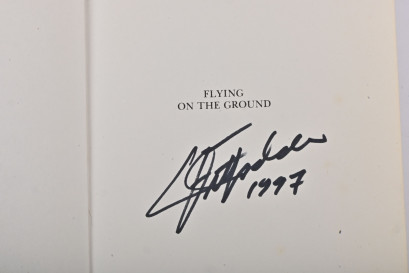 FLYING
ON THE GROUND
1997